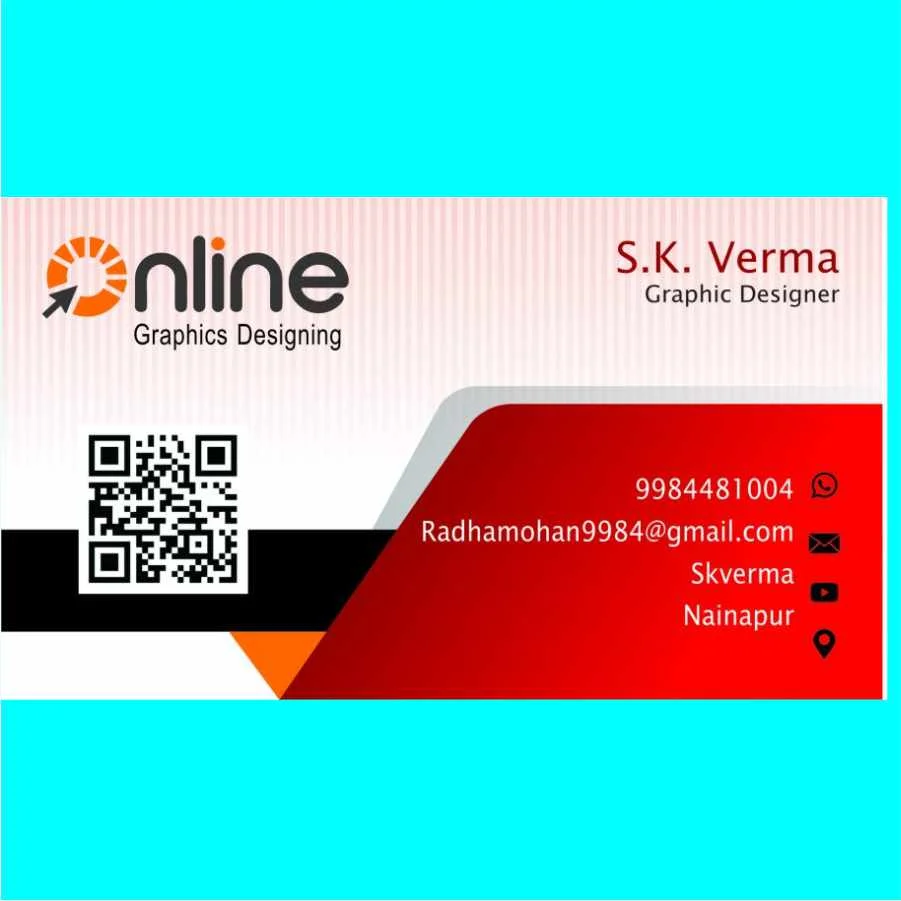 Online
Graphics Designing
S.K. Verma
Graphic Designer
9984481004
Radhamohan9984@gmail.com
Skverma
Nainapur